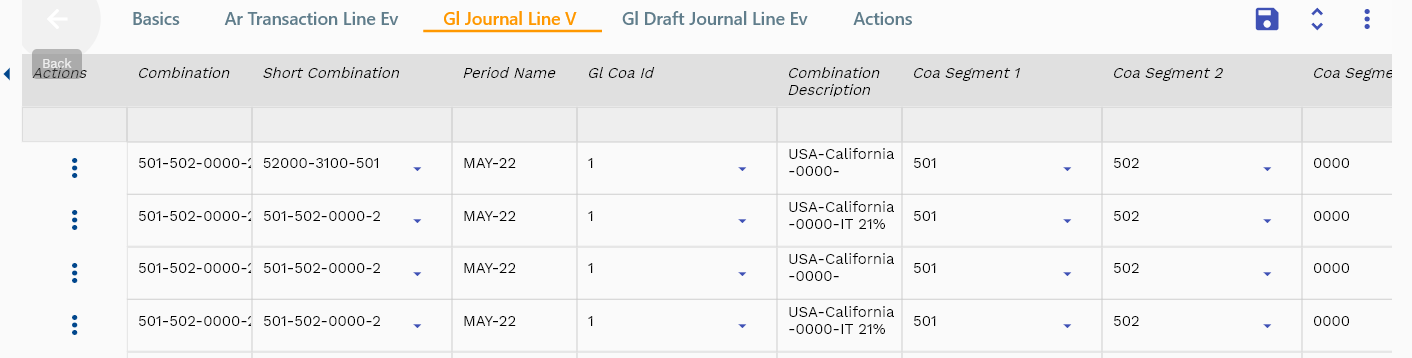 Basics Ar Transaction Line Ev Gl Journal Line V Gl Draft Journal Line Ev Actions
Back
Actions Combination Short Combination Period Name Gl Coa Id Combination Description Coa Segment 1 Coa Segment 2 Coa Segme
501-502-0000-2 52000-3100-501 MAY-22 1 USA-California -0000- 501 502 0000
501-502-0000-2 501-502-0000-2 MAY-22 1 USA-California -0000-IT 21% 501 502 0000
501-502-0000-2 501-502-0000-2 MAY-22 1 USA-California -0000- 501 502 0000
501-502-0000-2 501-502-0000-2 MAY-22 1 USA-California -0000-IT 21% 501 502 0000